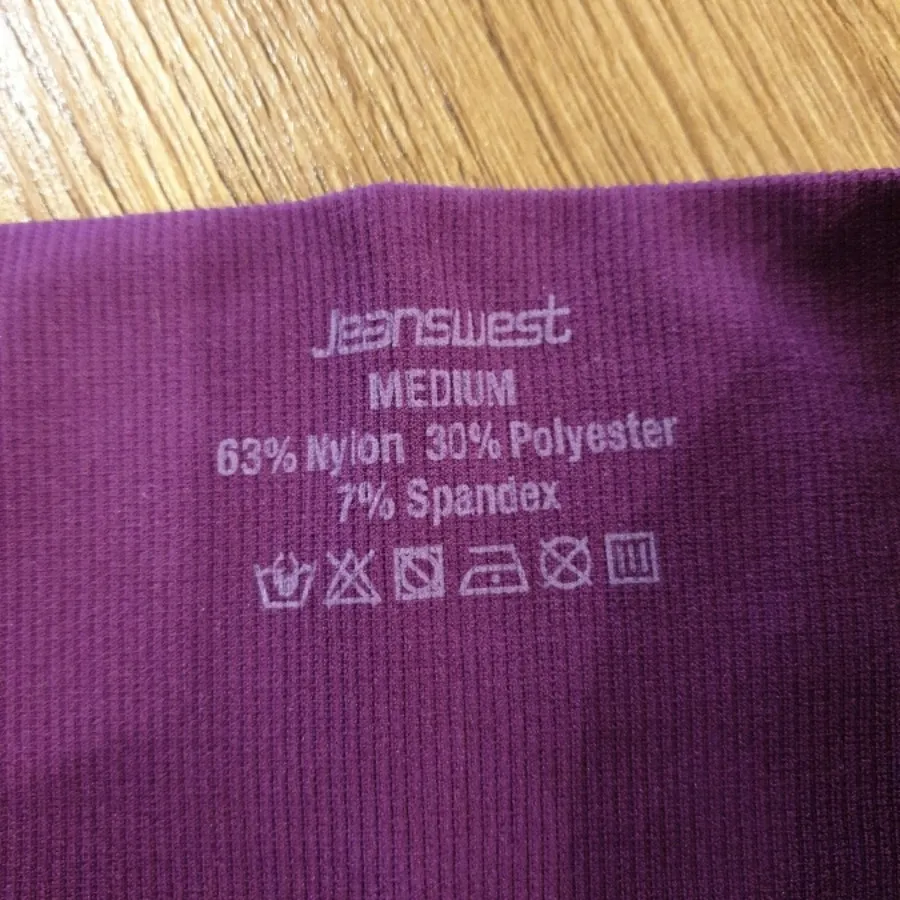 Jeanswest
MEDIUM
63% Nylon 30% Polyester
7% Spandex